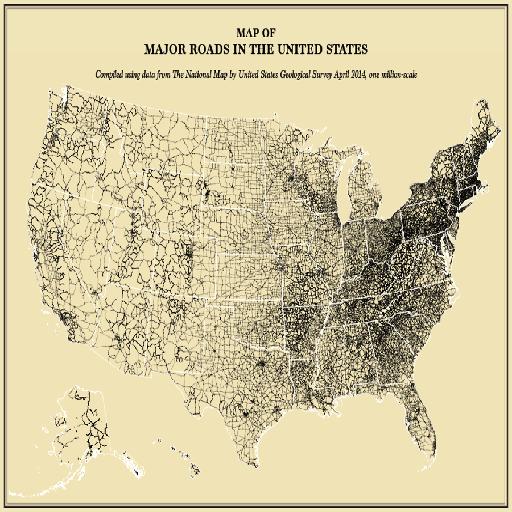 MAP OF
MAJOR ROADS IN THE UNITED STATES
Compiled using data from The National Map by United States Geological Survey April 2014, one million-scale